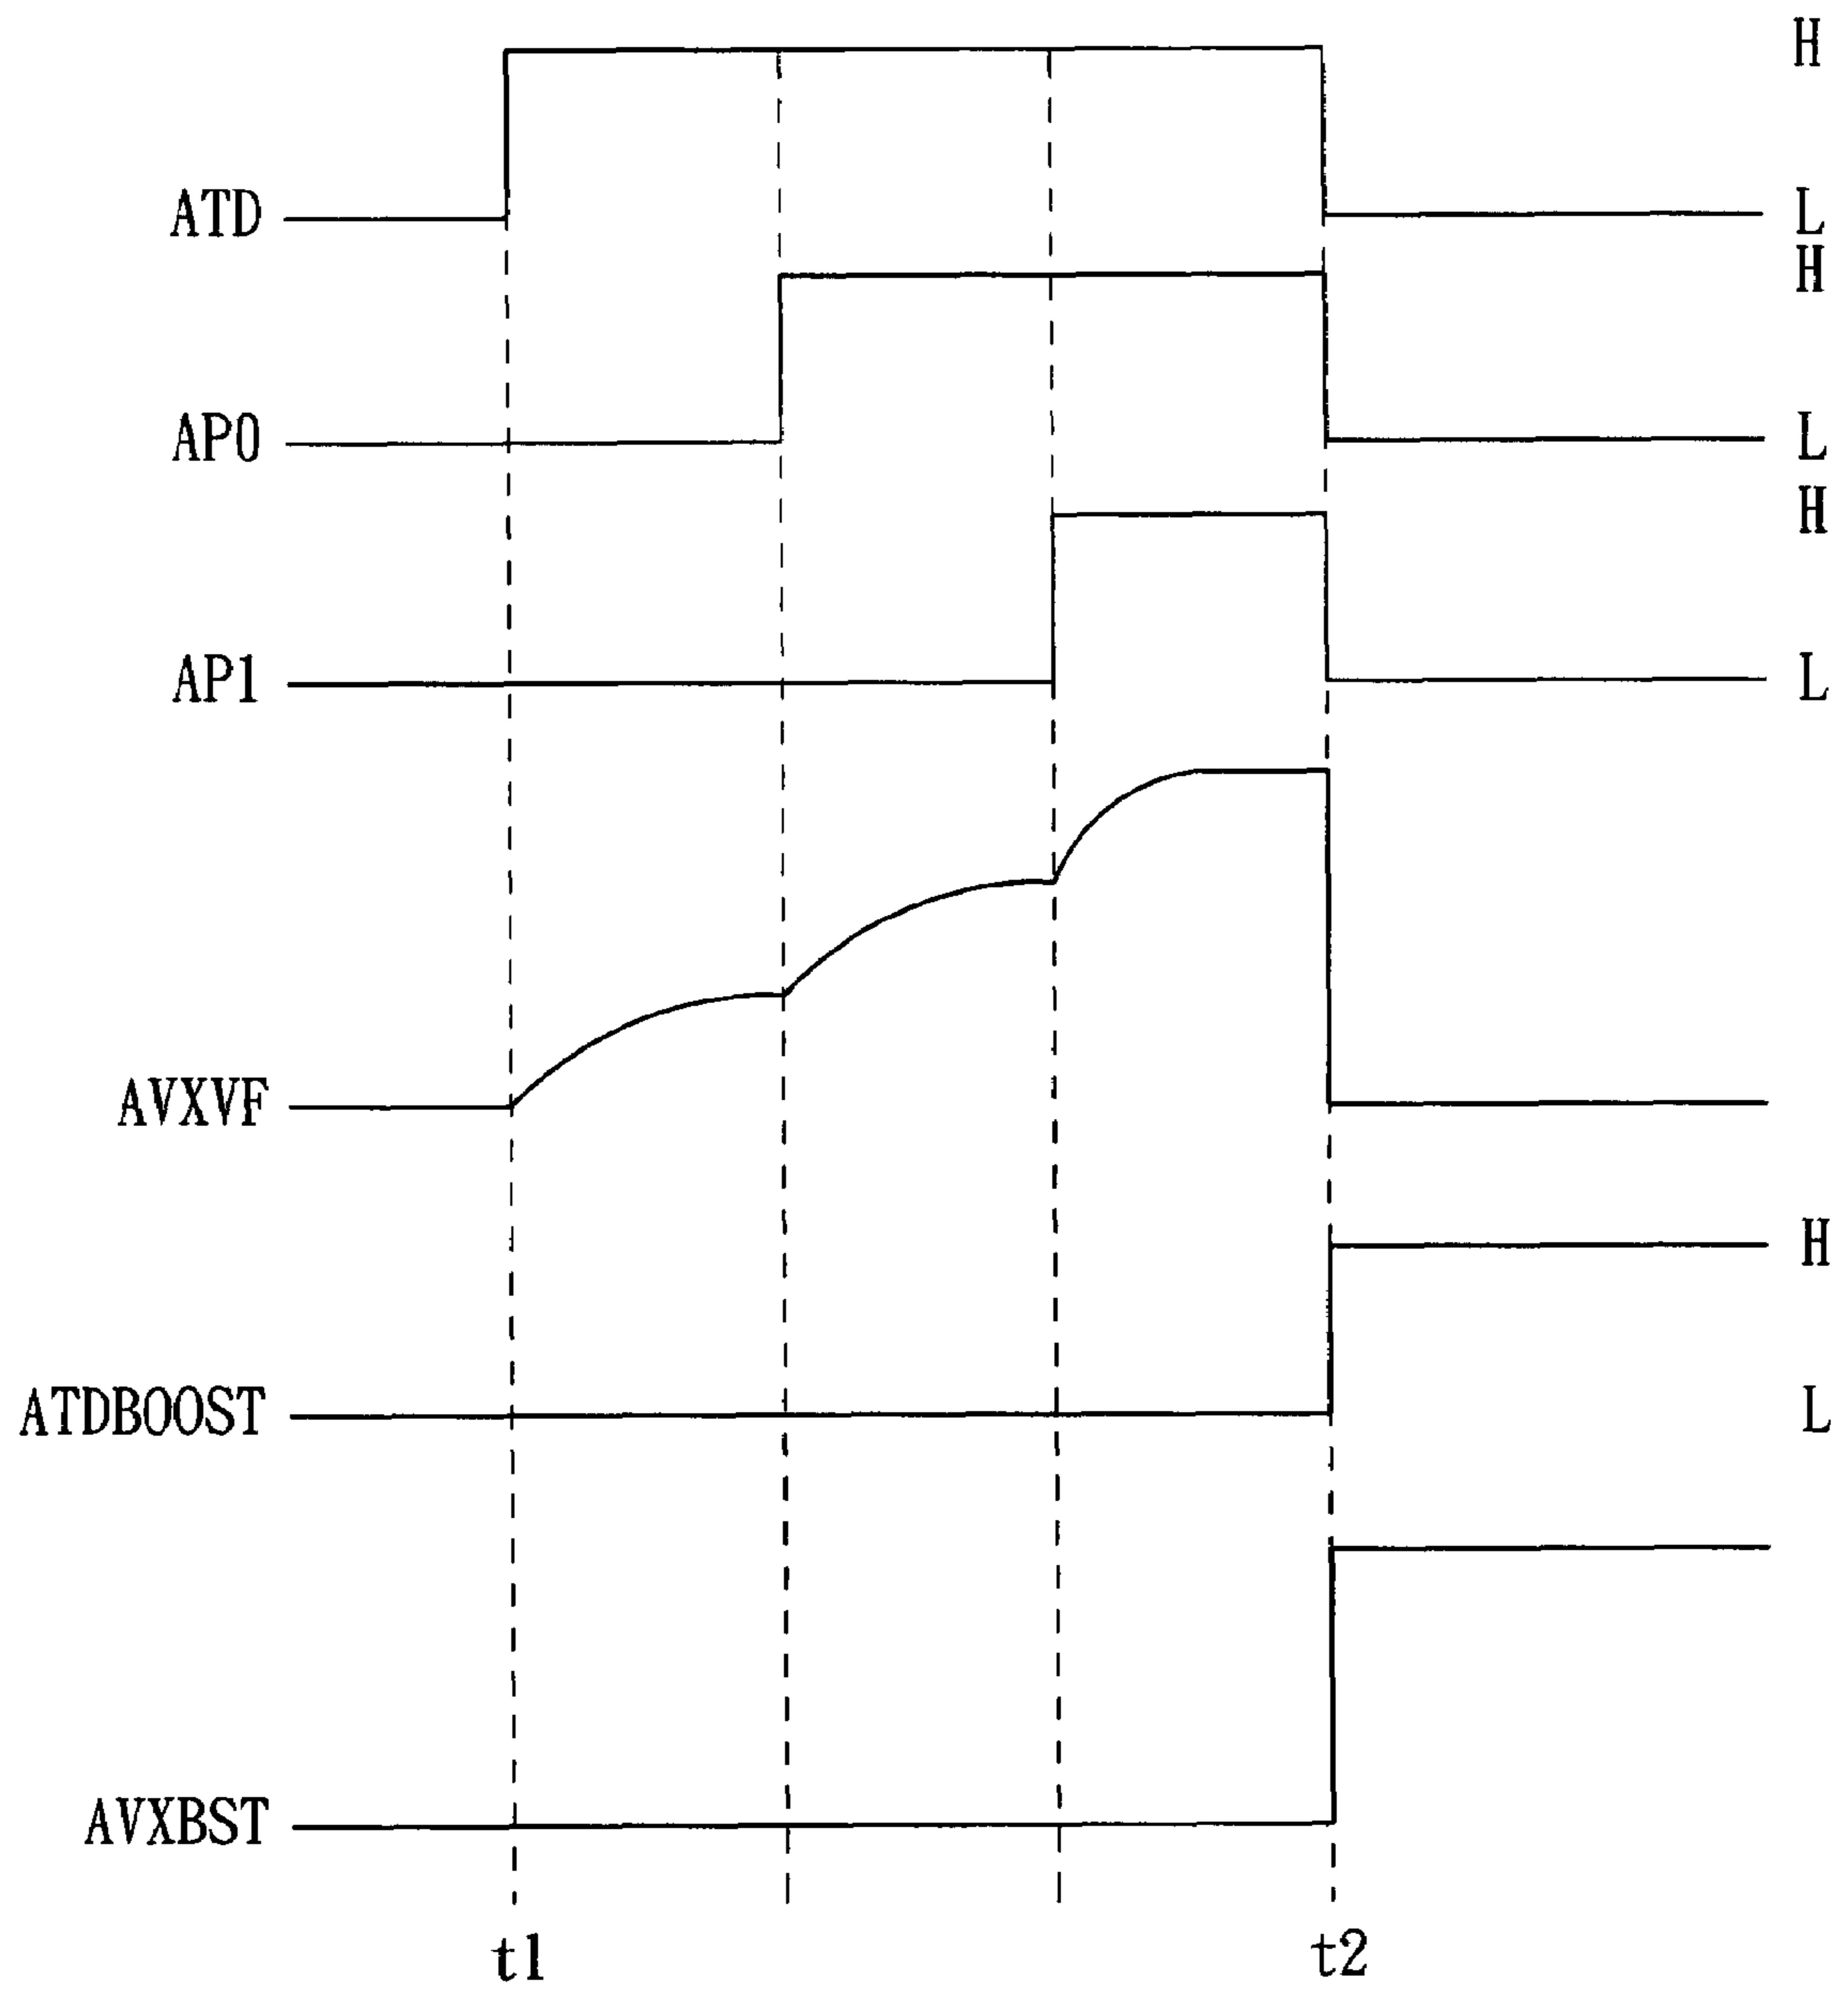 H
ATD L
H
AP0 L
H
AP1 L
AVXVF
H
ATDBOOST L
AVXBST
t1 t2